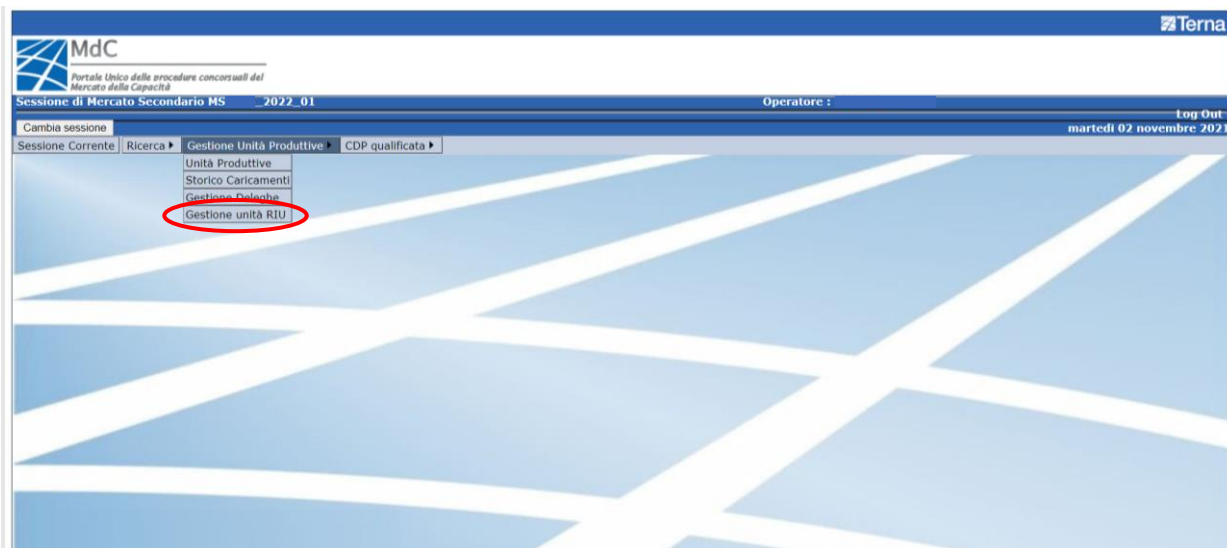 Terna
MdC
Portale Unico delle procedure concorsuali del
Mercato della Capacità
Sessione di Mercato Secondario MS _2022_01 Operatore :
Log Out
Cambia sessione martedì 02 novembre 2021
Sessione Corrente Ricerca Gestione Unità Produttive CDP qualificata
Unità Produttive
Storico Caricamenti
Gestione Deleghe
Gestione unità RIU